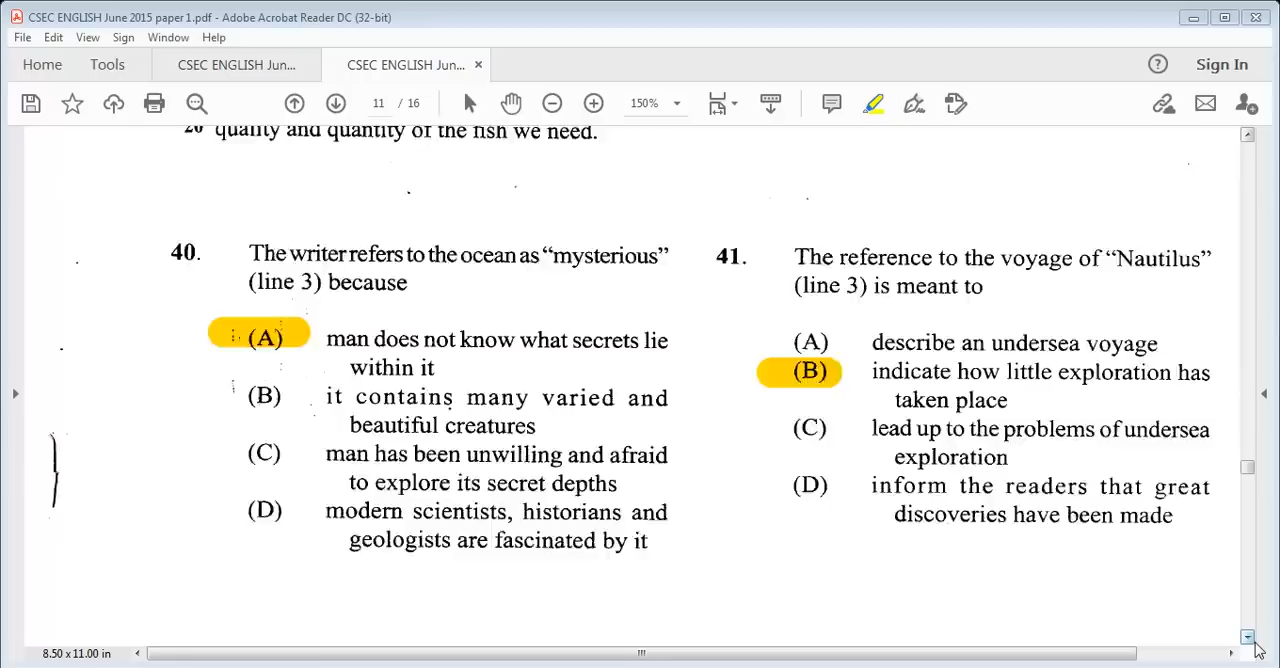 CSEC ENGLISH June 2015 paper 1.pdf - Adobe Acrobat Reader DC (32-bit)
File Edit View Sign Window Help
Home Tools CSEC ENGLISH Jun... CSEC ENGLISH Jun... × Sign In
11 / 16 150%
20 quality and quantity of the fish we need.
40. The writer refers to the ocean as "mysterious"
(line 3) because
(A) man does not know what secrets lie
within it
(B) it contains many varied and
beautiful creatures
(C) man has been unwilling and afraid
to explore its secret depths
(D) modern scientists, historians and
geologists are fascinated by it
41. The reference to the voyage of "Nautilus"
(line 3) is meant to
(A) describe an undersea voyage
(B) indicate how little exploration has
taken place
(C) lead up to the problems of undersea
exploration
(D) inform the readers that great
discoveries have been made
8.50 x 11.00 in